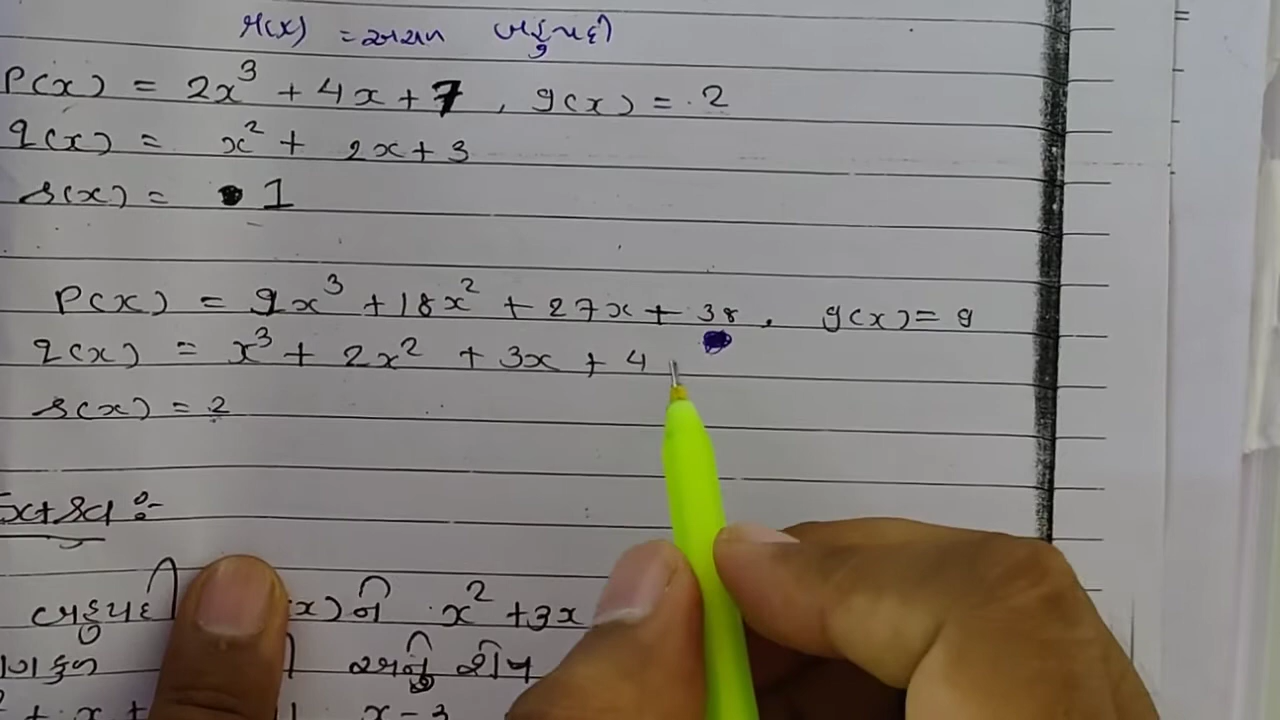 r(x) = અચળ બહુપદી
P(x) = 2x³ + 4x + 7 , g(x) = 2
q(x) = x² + 2x + 3
r(x) = 1
P(x) = 9x³ + 18x² + 27x + 38 , g(x) = 9
q(x) = x³ + 2x² + 3x + 4
r(x) = 2
બહુપદી x) ને x² + 3x
x - 3